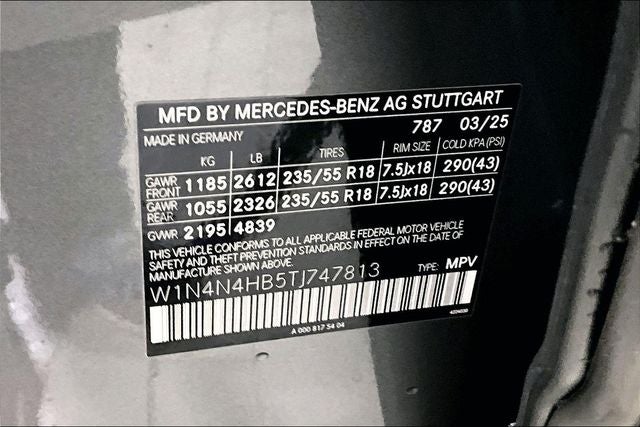 MFD BY MERCEDES-BENZ AG STUTTGART
MADE IN GERMANY 787 03/25
KG LB TIRES RIM SIZE COLD KPA(PSI)
GAWR FRONT 1185 2612 235/55 R18 7.5Jx18 290(43)
GAWR REAR 1055 2326 235/55 R18 7.5Jx18 290(43)
GVWR 2195 4839
THIS VEHICLE CONFORMS TO ALL APPLICABLE FEDERAL MOTOR VEHICLE
SAFETY AND THEFT PREVENTION STANDARDS IN EFFECT ON THE DATE OF
MANUFACTURE SHOWN ABOVE.
W1N4N4HB5TJ747813 TYPE: MPV
A 000 817 54 04